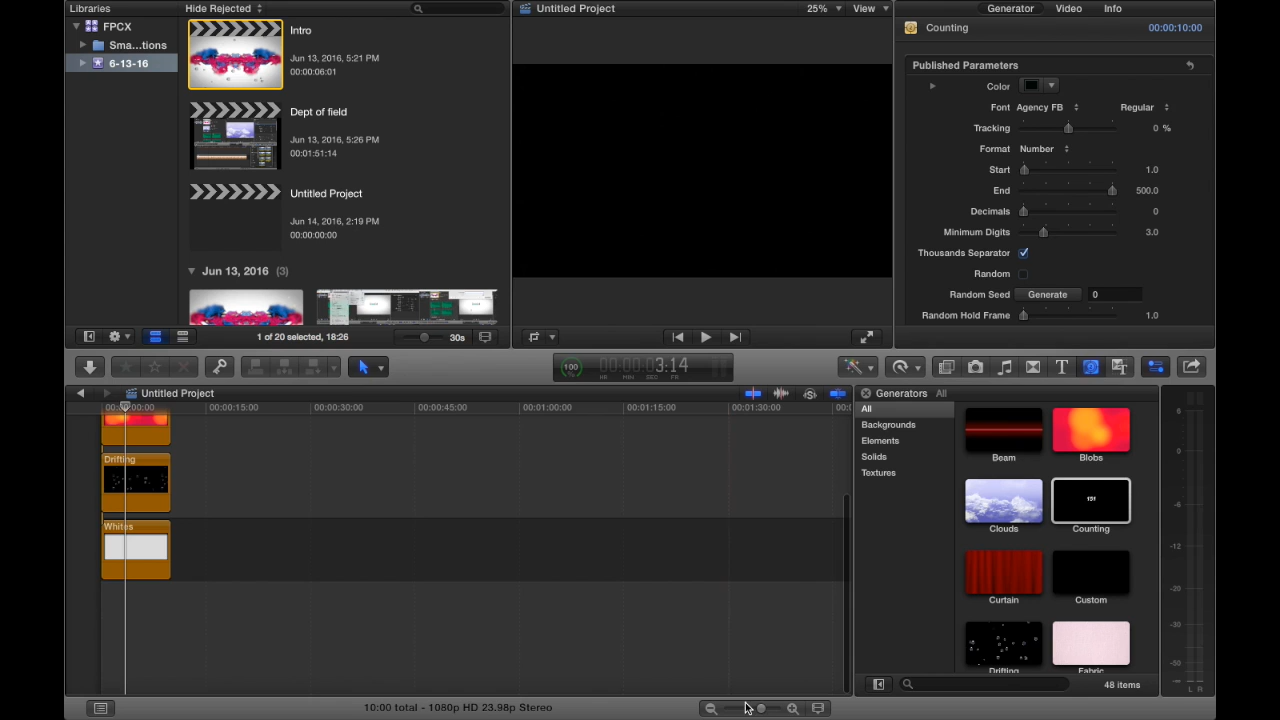 Libraries
Hide Rejected
Untitled Project
25%
View
Generator
Video
Info
FPCX
Sma...tions
6-13-16
Intro
Jun 13, 2016, 5:21 PM
00:00:06:01
Dept of field
Jun 13, 2016, 5:26 PM
00:01:51:14
Untitled Project
Jun 14, 2016, 2:19 PM
00:00:00:00
Jun 13, 2016 (3)
1 of 20 selected, 18:26
30s
Counting
00:00:10:00
Published Parameters
Color
Font Agency FB Regular
Tracking 0 %
Format Number
Start 1.0
End 500.0
Decimals 0
Minimum Digits 3.0
Thousands Separator
Random
Random Seed Generate 0
Random Hold Frame 1.0
100
00:00:03:14
HR MIN SEC FR
Untitled Project
00:00:15:00
00:00:30:00
00:00:45:00
00:01:00:00
00:01:15:00
00:01:30:00
Drifting
Whites
Generators All
All
Backgrounds
Elements
Solids
Textures
Beam
Blobs
Clouds
Counting
Curtain
Custom
Drifting
Fabric
48 items
6
0
-6
-12
-20
-30
-50
L R
10:00 total - 1080p HD 23.98p Stereo